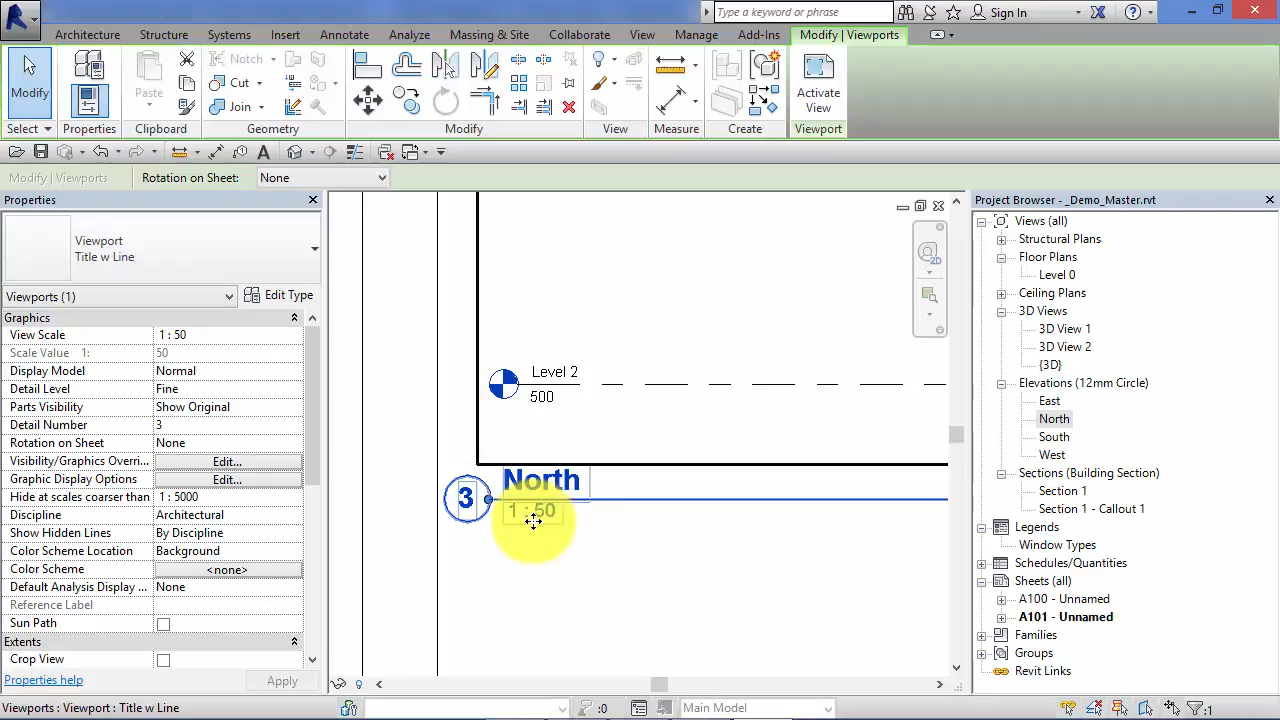 Type a keyword or phrase
Sign In
Architecture Structure Systems Insert Annotate Analyze Massing & Site Collaborate View Manage Add-Ins Modify | Viewports
Modify
Paste
Notch
Cut
Join
Activate
View
Select Properties Clipboard Geometry Modify View Measure Create Viewport
Modify | Viewports Rotation on Sheet: None
Properties
Viewport
Title w Line
Viewports (1) Edit Type
Graphics
View Scale 1 : 50
Scale Value 1: 50
Display Model Normal
Detail Level Fine
Parts Visibility Show Original
Detail Number 3
Rotation on Sheet None
Visibility/Graphics Overri... Edit...
Graphic Display Options Edit...
Hide at scales coarser than 1 : 5000
Discipline Architectural
Show Hidden Lines By Discipline
Color Scheme Location Background
Color Scheme <none>
Default Analysis Display ... None
Reference Label
Sun Path
Extents
Crop View
Properties help Apply
2D
Level 2
500
3
North
1 : 50
Project Browser - _Demo_Master.rvt
Views (all)
Structural Plans
Floor Plans
Level 0
Ceiling Plans
3D Views
3D View 1
3D View 2
{3D}
Elevations (12mm Circle)
East
North
South
West
Sections (Building Section)
Section 1
Section 1 - Callout 1
Legends
Window Types
Schedules/Quantities
Sheets (all)
A100 - Unnamed
A101 - Unnamed
Families
Groups
Revit Links
Viewports : Viewport : Title w Line :0 Main Model :1